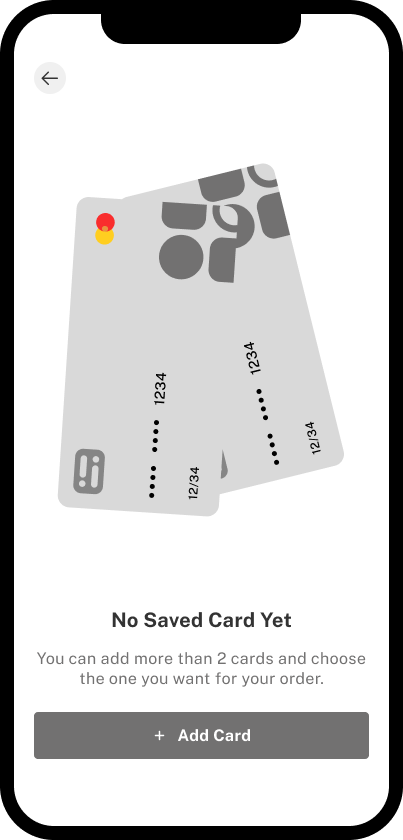 1234
12/34
1234
12/34
No Saved Card Yet
You can add more than 2 cards and choose
the one you want for your order.
+ Add Card